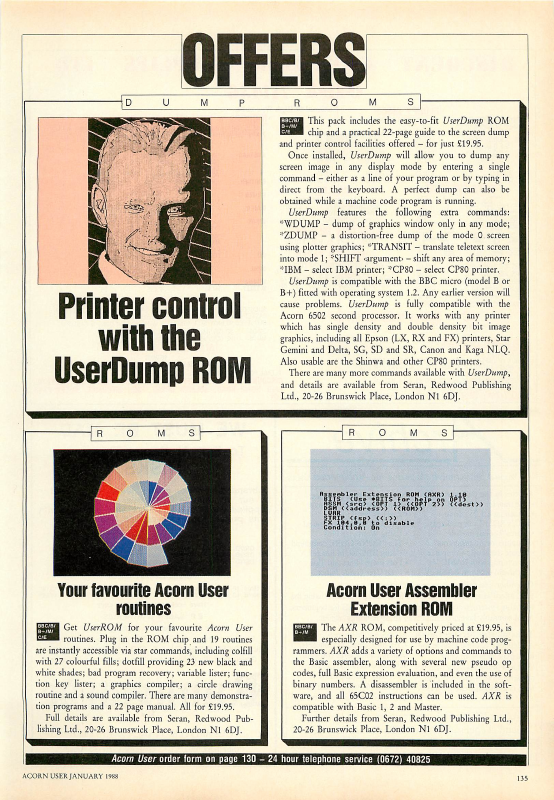 OFFERS
D U M P R O M S
BBC/B/
B+/M/
C/E
This pack includes the easy-to-fit UserDump ROM
chip and a practical 22-page guide to the screen dump
and printer control facilities offered – for just £19.95.
Once installed, UserDump will allow you to dump any
screen image in any display mode by entering a single
command – either as a line of your program or by typing in
direct from the keyboard. A perfect dump can also be
obtained while a machine code program is running.
UserDump features the following extra commands:
*WDUMP – dump of graphics window only in any mode;
*ZDUMP – a distortion-free dump of the mode 0 screen
using plotter graphics; *TRANSIT – translate teletext screen
into mode 1; *SHIFT ‹argument› – shift any area of memory;
*IBM – select IBM printer; *CP80 – select CP80 printer.
UserDump is compatible with the BBC micro (model B or
B+) fitted with operating system 1.2. Any earlier version will
cause problems. UserDump is fully compatible with the
Acorn 6502 second processor. It works with any printer
which has single density and double density bit image
graphics, including all Epson (LX, RX and FX) printers, Star
Gemini and Delta, SG, SD and SR, Canon and Kaga NLQ.
Also usable are the Shinwa and other CP80 printers.
There are many more commands available with UserDump,
and details are available from Seran, Redwood Publishing
Ltd., 20-26 Brunswick Place, London N1 6DJ.
Printer control
with the
UserDump ROM
R O M S
Your favourite Acorn User
routines
BBC/B/
B+/M/
C/E
Get UserROM for your favourite Acorn User
routines. Plug in the ROM chip and 19 routines
are instantly accessible via star commands, including colfill
with 27 colourful fills; dotfill providing 23 new black and
white shades; bad program recovery; variable lister; func-
tion key lister; a graphics compiler; a circle drawing
routine and a sound compiler. There are many demonstra-
tion programs and a 22 page manual. All for £19.95.
Full details are available from Seran, Redwood Pub-
lishing Ltd., 20-26 Brunswick Place, London N1 6DJ.
R O M S
Assembler Extension ROM (AXR) 1.10
BITS (Use *BITS for help on OPT)
ASSM (src) (OPT 1) ((OPT 2)) ((dest))
DSM ((address)) ((ROM))
LVAR
STRIP (fsp) ((;))
FX 104,0,0 to disable
Condition: On
Acorn User Assembler
Extension ROM
BBC/B/
B+/M/
The AXR ROM, competitively priced at £19.95, is
especially designed for use by machine code prog-
rammers. AXR adds a variety of options and commands to
the Basic assembler, along with several new pseudo op
codes, full Basic expression evaluation, and even the use of
binary numbers. A disassembler is included in the soft-
ware, and all 65C02 instructions can be used. AXR is
compatible with Basic 1, 2 and Master.
Further details from Seran, Redwood Publishing Ltd.,
20-26 Brunswick Place, London N1 6DJ.
Acorn User order form on page 130 – 24 hour telephone service (0672) 40825
ACORN USER JANUARY 1988
135